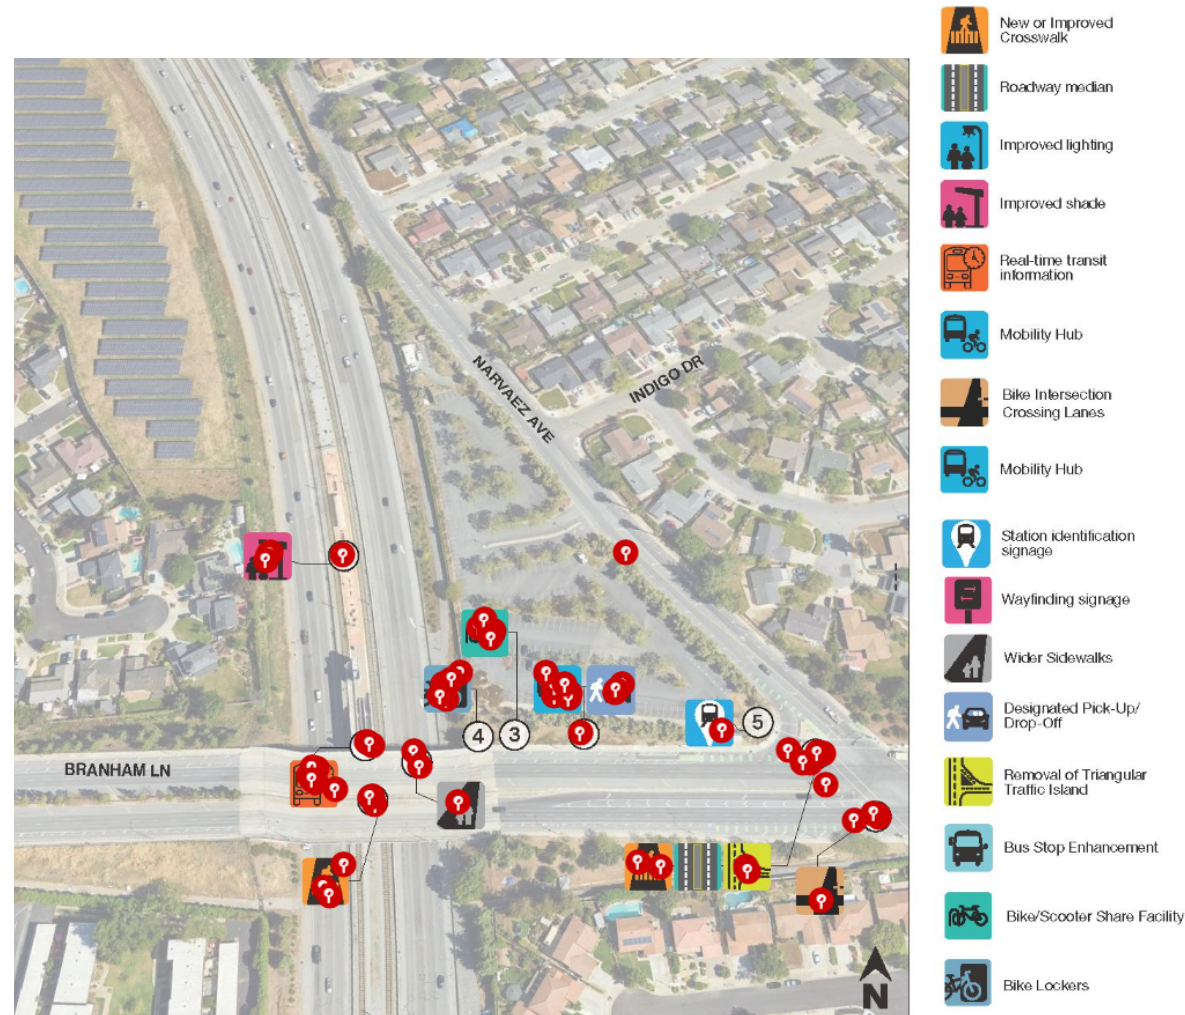 New or Improved
Crosswalk
Roadway median
Improved lighting
Improved shade
Real-time transit
information
Mobility Hub
Bike Intersection
Crossing Lanes
Mobility Hub
Station identification
signage
Wayfinding signage
Wider Sidewalks
Designated Pick-Up/
Drop-Off
Removal of Triangular
Traffic Island
Bus Stop Enhancement
Bike/Scooter Share Facility
Bike Lockers
NARVAEZ AVE
INDIGO DR
4
3
5
BRANHAM LN
N